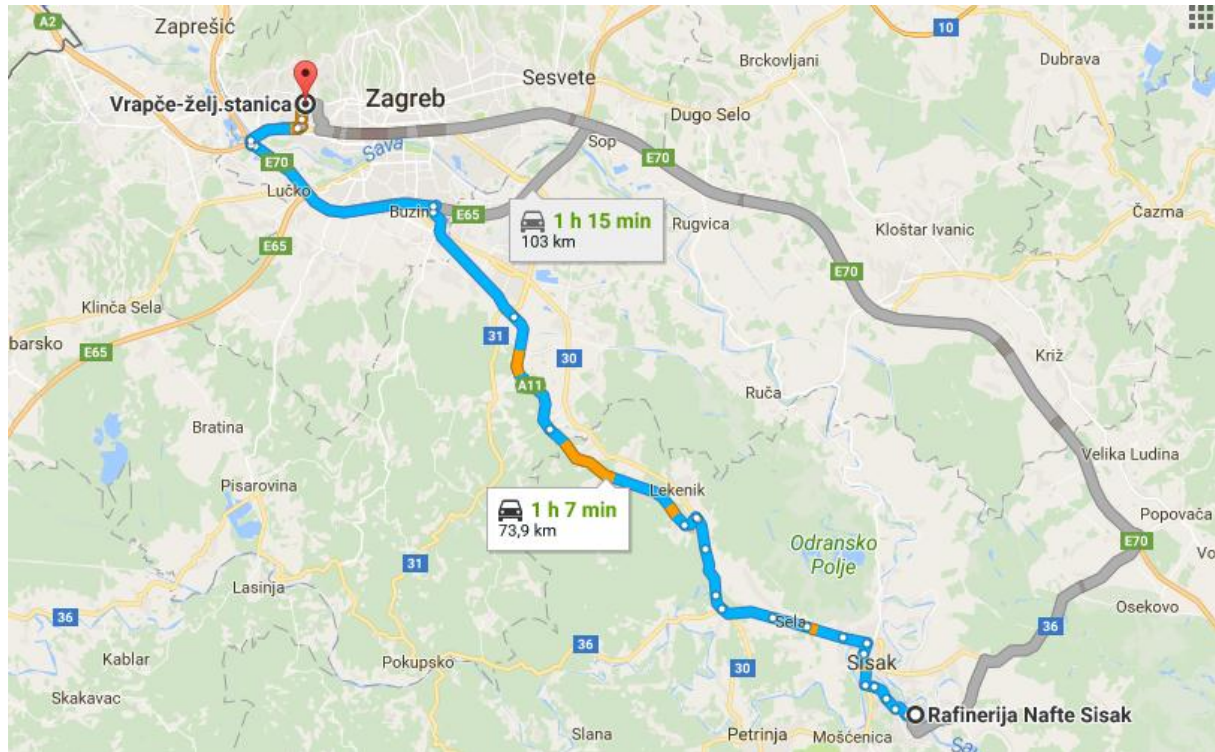 A2
Zaprešić
10
Brckovljani
Dubrava
Sesvete
Vrapče-želj.stanica
Zagreb
Dugo Selo
Sava
Sop
E70
E70
Lučko
Buzin
E65
1 h 15 min
103 km
Rugvica
Čazma
Kloštar Ivanic
E65
E70
Klinča Sela
barsko
E65
31
30
Križ
A11
Ruča
Bratina
Velika Ludina
Pisarovina
Lekenik
1 h 7 min
73,9 km
Popovača
Odransko
Polje
E70
Vo
31
Lasinja
36
Osekovo
Sela
36
36
Kablar
Pokupsko
30
Sisak
Skakavac
Rafinerija Nafte Sisak
Slana
Petrinja
Mošćenica
Sava